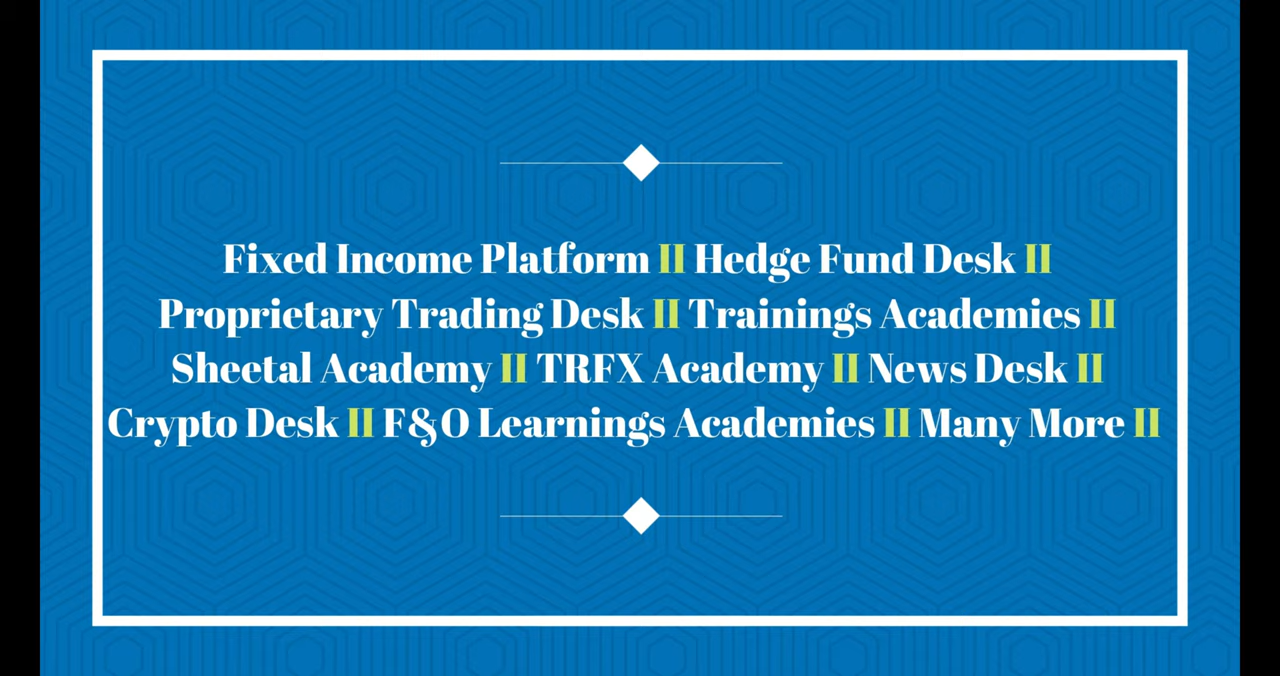 Fixed Income Platform II Hedge Fund Desk II
Proprietary Trading Desk II Trainings Academies II
Sheetal Academy II TRFX Academy II News Desk II
Crypto Desk II F&O Learnings Academies II Many More II